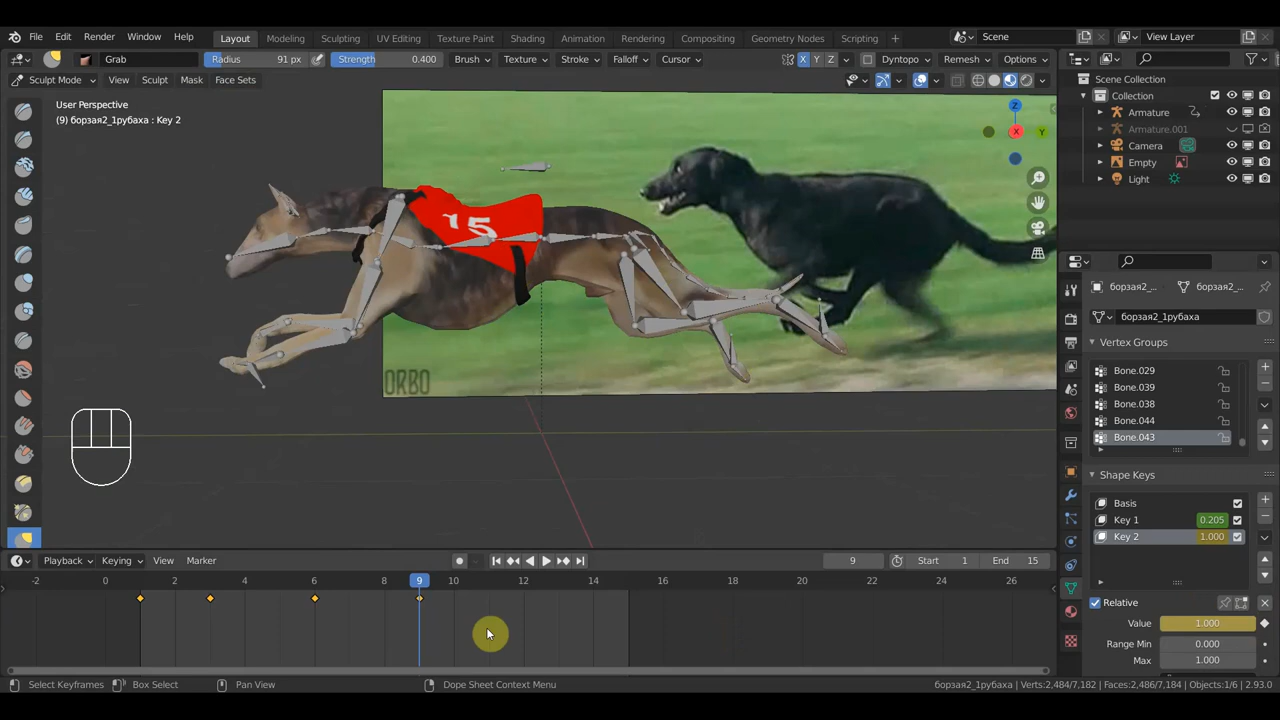 File Edit Render Window Help Layout Modeling Sculpting UV Editing Texture Paint Shading Animation Rendering Compositing Geometry Nodes Scripting Scene View Layer
Grab Radius 91 px Strength 0.400 Brush Texture Stroke Falloff Cursor X Y Z Dyntopo Remesh Options
Sculpt Mode View Sculpt Mask Face Sets
User Perspective
(9) борзая2_1рубаха : Key 2
Scene Collection
Collection
Armature
Armature.001
Camera
Empty
Light
Z
X
Y
15
ORBO
борзая2_... борзая2_...
борзая2_1рубаха
Vertex Groups
Bone.029
Bone.039
Bone.038
Bone.044
Bone.043
Shape Keys
Basis
Key 1 0.205
Key 2 1.000
Relative
Value 1.000
Range Min 0.000
Max 1.000
Playback Keying View Marker 9 Start 1 End 15
-2 0 2 4 6 8 9 10 12 14 16 18 20 22 24 26
Select Keyframes Box Select Pan View Dope Sheet Context Menu борзая2_1рубаха | Verts:2,484/7,182 | Faces:2,486/7,184 | Objects:1/6 | 2.93.0